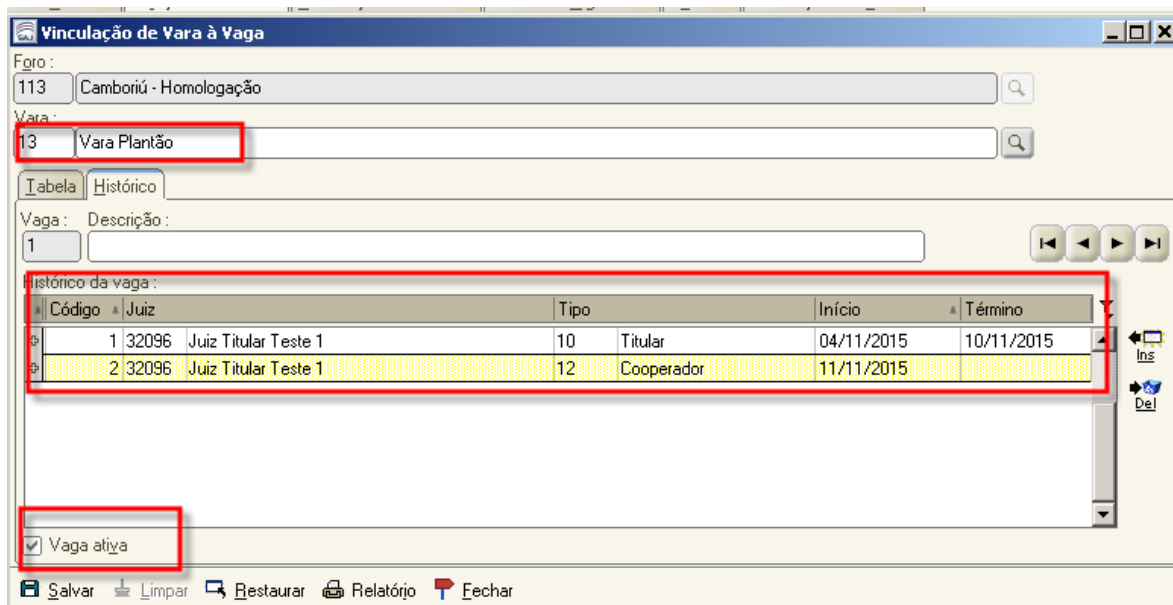 Vinculação de Vara à Vaga
Foro :
113 Camboriú - Homologação
Vara :
13 Vara Plantão
Tabela Histórico
Vaga : Descrição :
1
Histórico da vaga :
Código Juiz Tipo Início Término
1 32096 Juiz Titular Teste 1 10 Titular 04/11/2015 10/11/2015
2 32096 Juiz Titular Teste 1 12 Cooperador 11/11/2015
Ins
Del
Vaga ativa
Salvar Limpar Restaurar Relatório Fechar